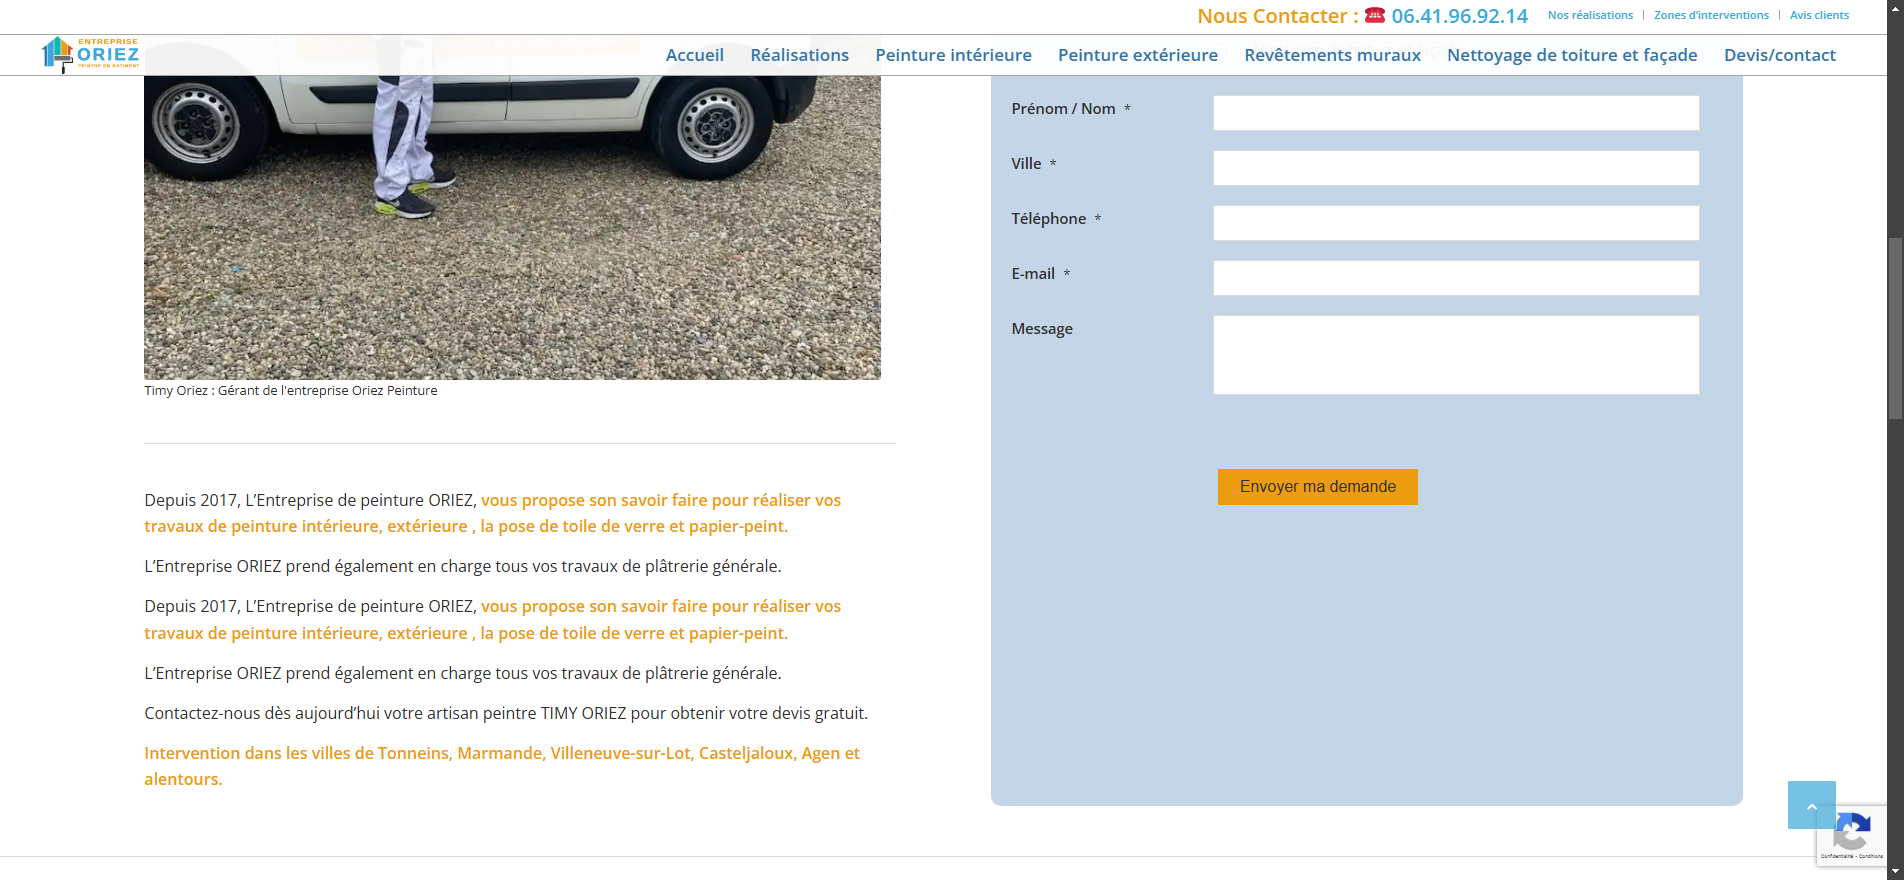 Nous Contacter : 06.41.96.92.14 Nos réalisations | Zones d'interventions | Avis clients
ENTREPRISE
ORIEZ
PEINTRE EN BATIMENT
Accueil Réalisations Peinture intérieure Peinture extérieure Revêtements muraux Nettoyage de toiture et façade Devis/contact
Prénom / Nom *
Ville *
Téléphone *
E-mail *
Message
Envoyer ma demande
Timy Oriez : Gérant de l'entreprise Oriez Peinture
Depuis 2017, L’Entreprise de peinture ORIEZ, vous propose son savoir faire pour réaliser vos
travaux de peinture intérieure, extérieure , la pose de toile de verre et papier-peint.
L’Entreprise ORIEZ prend également en charge tous vos travaux de plâtrerie générale.
Depuis 2017, L’Entreprise de peinture ORIEZ, vous propose son savoir faire pour réaliser vos
travaux de peinture intérieure, extérieure , la pose de toile de verre et papier-peint.
L’Entreprise ORIEZ prend également en charge tous vos travaux de plâtrerie générale.
Contactez-nous dès aujourd’hui votre artisan peintre TIMY ORIEZ pour obtenir votre devis gratuit.
Intervention dans les villes de Tonneins, Marmande, Villeneuve-sur-Lot, Casteljaloux, Agen et
alentours.
Confidentialité - Conditions